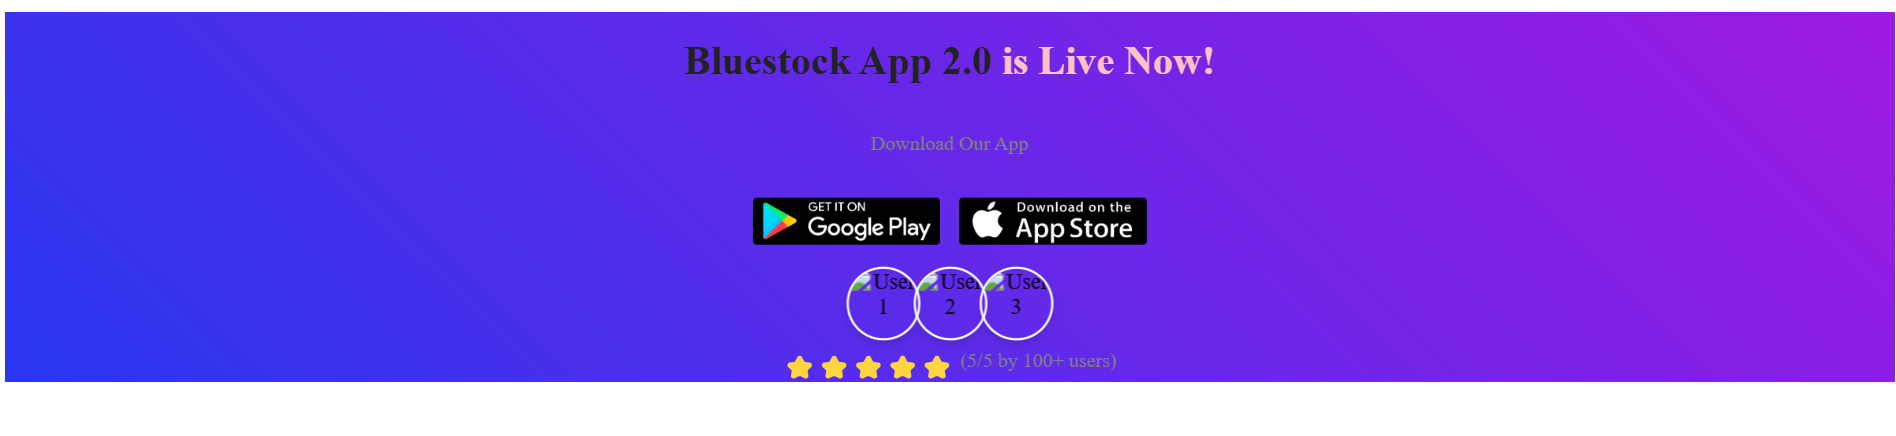 Bluestock App 2.0 is Live Now!
Download Our App
GET IT ON
Google Play
Download on the
App Store
User
1
User
2
User
3
(5/5 by 100+ users)